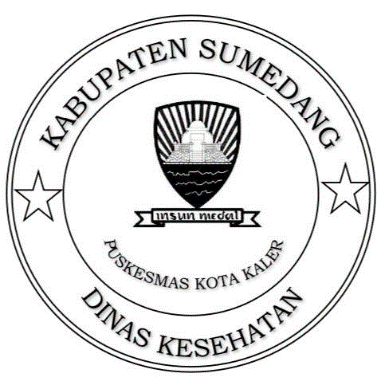 KABUPATEN SUMEDANG
insun medal
PUSKESMAS KOTA KALER
DINAS KESEHATAN